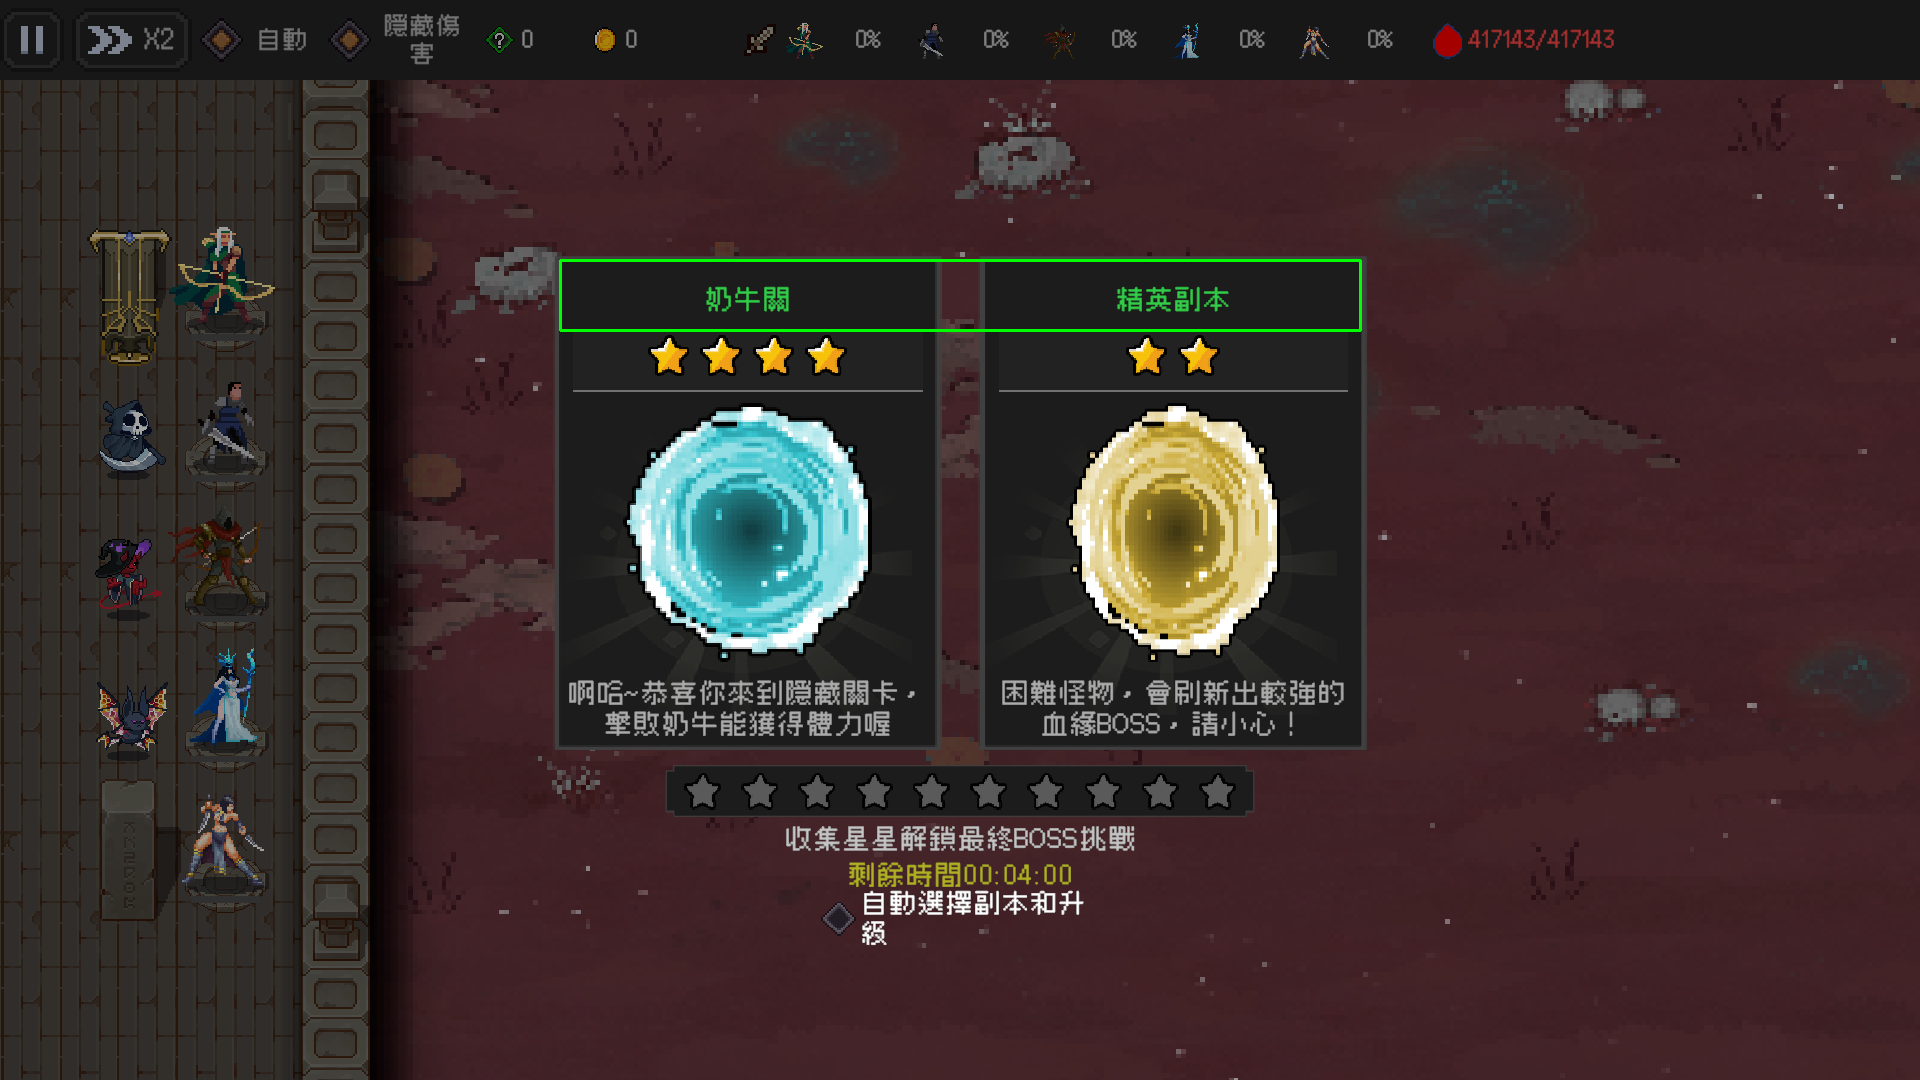 X2
自動
隱藏傷
害
0
0
0%
0%
0%
0%
0%
417143/417143
奶牛關
精英副本
啊哈~恭喜你來到隱藏關卡，
擊敗奶牛能獲得體力喔
困難怪物，會刷新出較強的
血緣BOSS，請小心！
收集星星解鎖最終BOSS挑戰
剩餘時間00:04:00
自動選擇副本和升
級